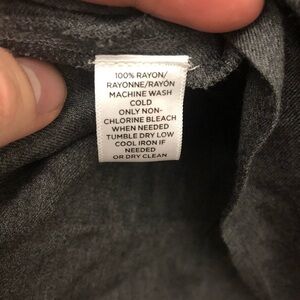 100% RAYON/
RAYONNE/RAYÓN
MACHINE WASH
COLD
ONLY NON-
CHLORINE BLEACH
WHEN NEEDED
TUMBLE DRY LOW
COOL IRON IF
NEEDED
OR DRY CLEAN